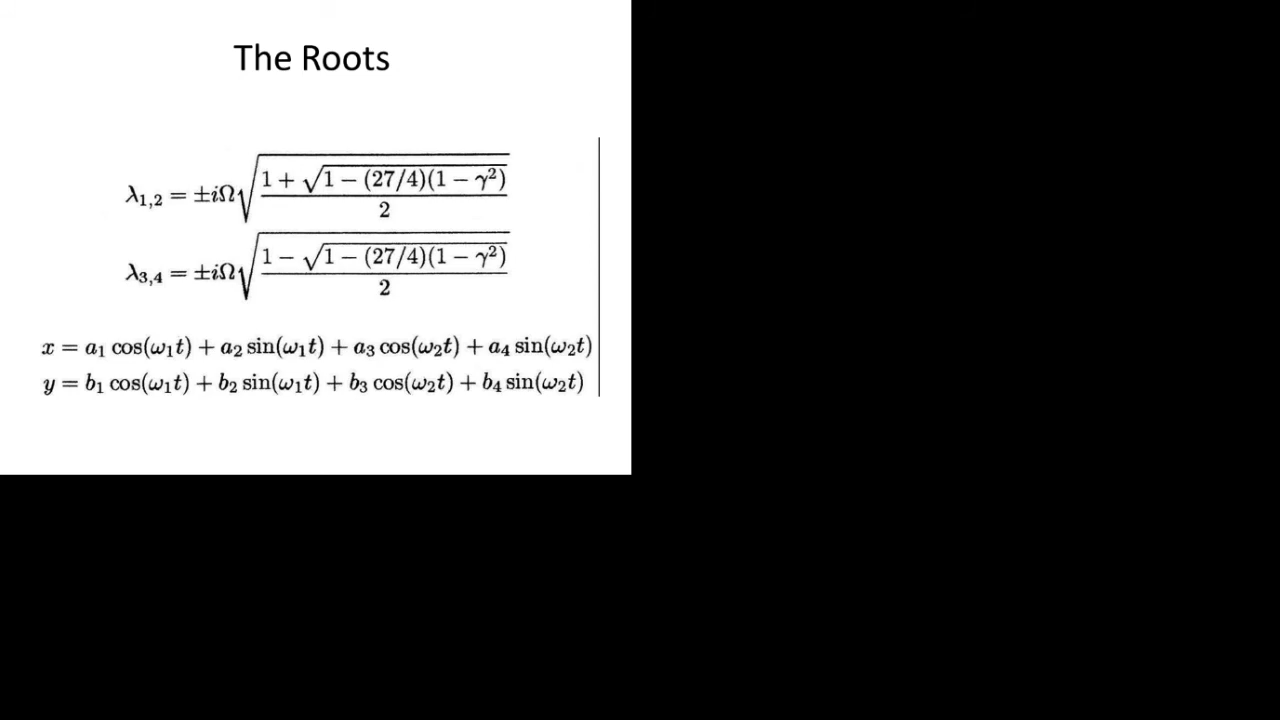 The Roots
λ₁,₂ = ±iΩ√((1 + √(1 − (27/4)(1 − γ²)))/2)
λ₃,₄ = ±iΩ√((1 − √(1 − (27/4)(1 − γ²)))/2)
x = a₁ cos(ω₁t) + a₂ sin(ω₁t) + a₃ cos(ω₂t) + a₄ sin(ω₂t)
y = b₁ cos(ω₁t) + b₂ sin(ω₁t) + b₃ cos(ω₂t) + b₄ sin(ω₂t)